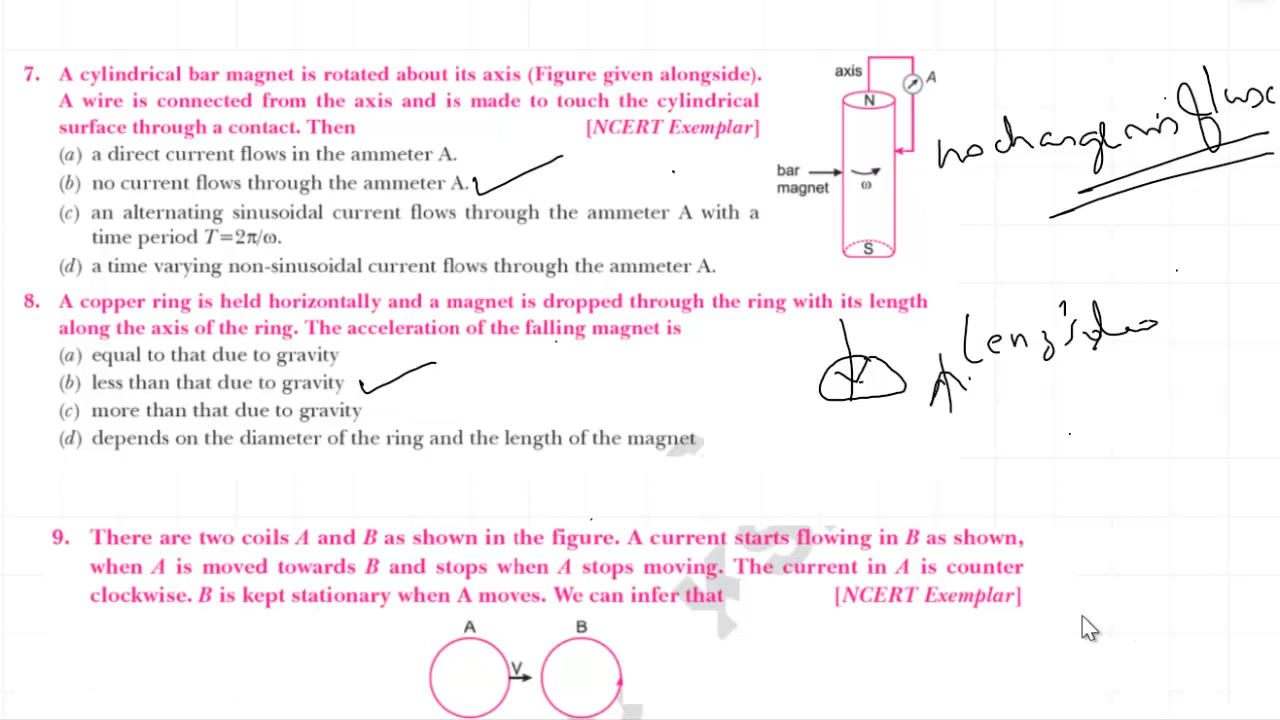 7. A cylindrical bar magnet is rotated about its axis (Figure given alongside).
A wire is connected from the axis and is made to touch the cylindrical
surface through a contact. Then [NCERT Exemplar]
(a) a direct current flows in the ammeter A.
(b) no current flows through the ammeter A.
(c) an alternating sinusoidal current flows through the ammeter A with a
time period T=2π/ω.
(d) a time varying non-sinusoidal current flows through the ammeter A.
axis
A
N
bar
magnet
ω
S
no change in flux
8. A copper ring is held horizontally and a magnet is dropped through the ring with its length
along the axis of the ring. The acceleration of the falling magnet is
(a) equal to that due to gravity
(b) less than that due to gravity
(c) more than that due to gravity
(d) depends on the diameter of the ring and the length of the magnet
9. There are two coils A and B as shown in the figure. A current starts flowing in B as shown,
when A is moved towards B and stops when A stops moving. The current in A is counter
clockwise. B is kept stationary when A moves. We can infer that [NCERT Exemplar]
A B
V